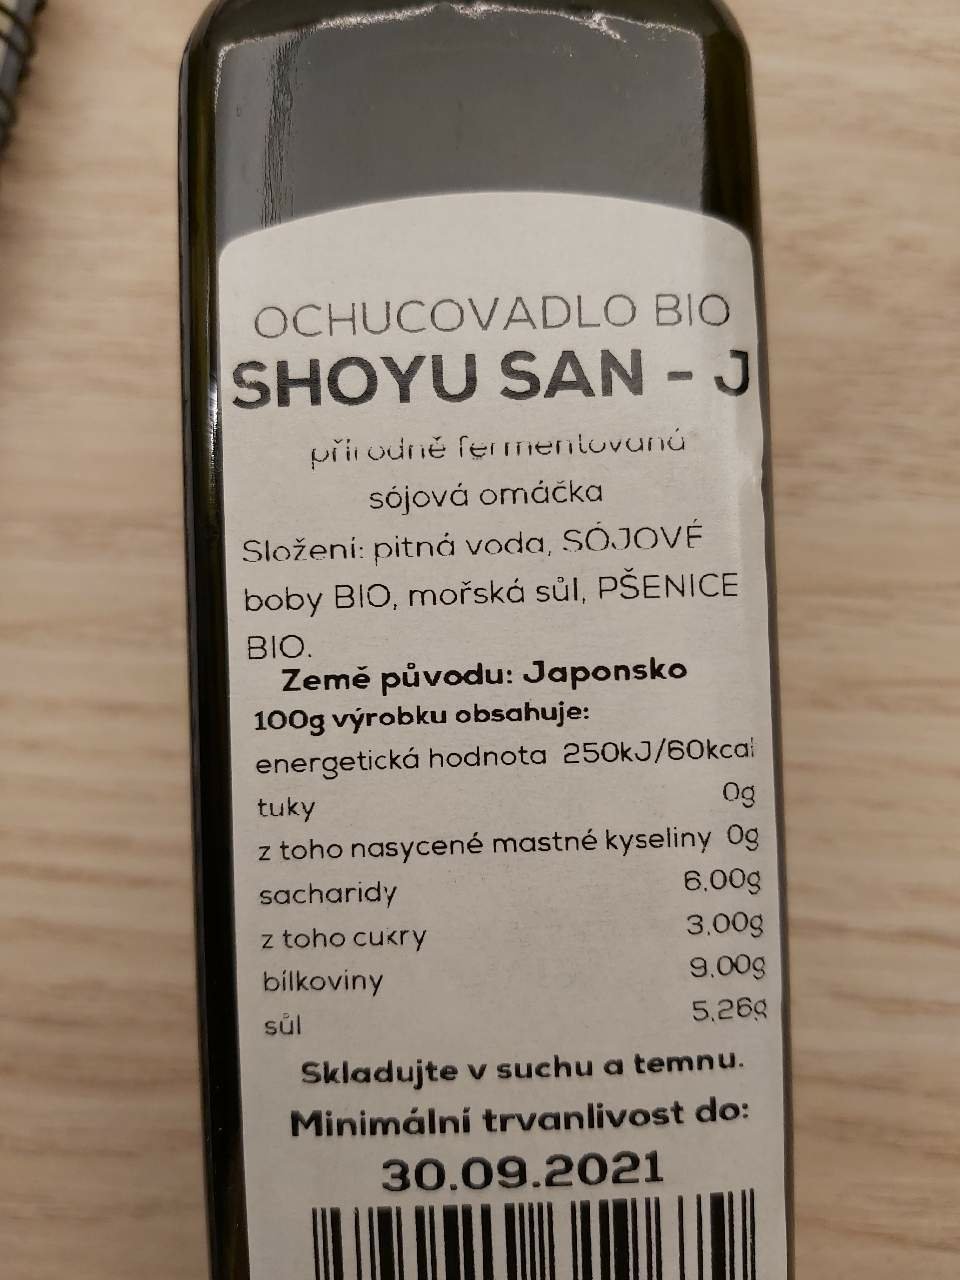 OCHUCOVADLO BIO
SHOYU SAN - J
přírodně fermentovaná
sójová omáčka
Složení: pitná voda, SÓJOVÉ
boby BIO, mořská sůl, PŠENICE
BIO.
Země původu: Japonsko
100g výrobku obsahuje:
energetická hodnota 250kJ/60kcal
tuky 0g
z toho nasycené mastné kyseliny 0g
sacharidy 6.00g
z toho cukry 3.00g
bílkoviny 9.00g
sůl 5,26g
Skladujte v suchu a temnu.
Minimální trvanlivost do:
30.09.2021